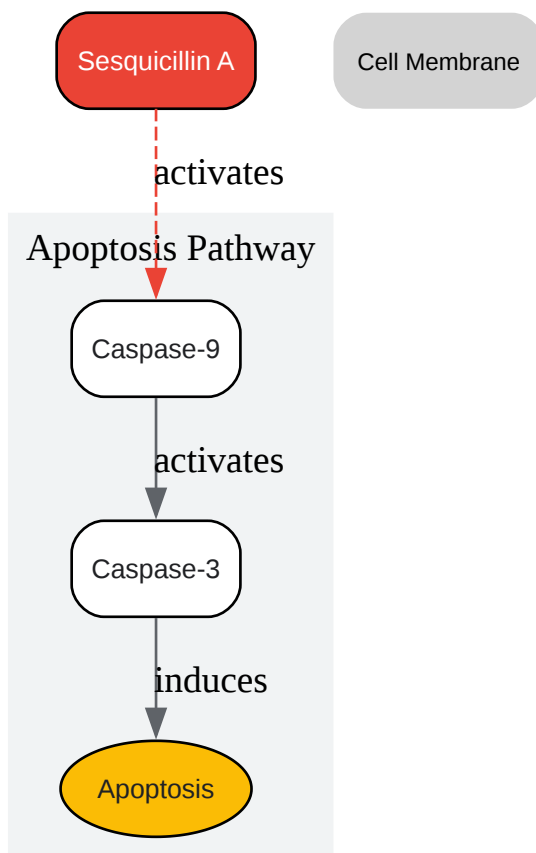 Sesquicillin A
Cell Membrane
activates
Apoptosis Pathway
Caspase-9
activates
Caspase-3
induces
Apoptosis